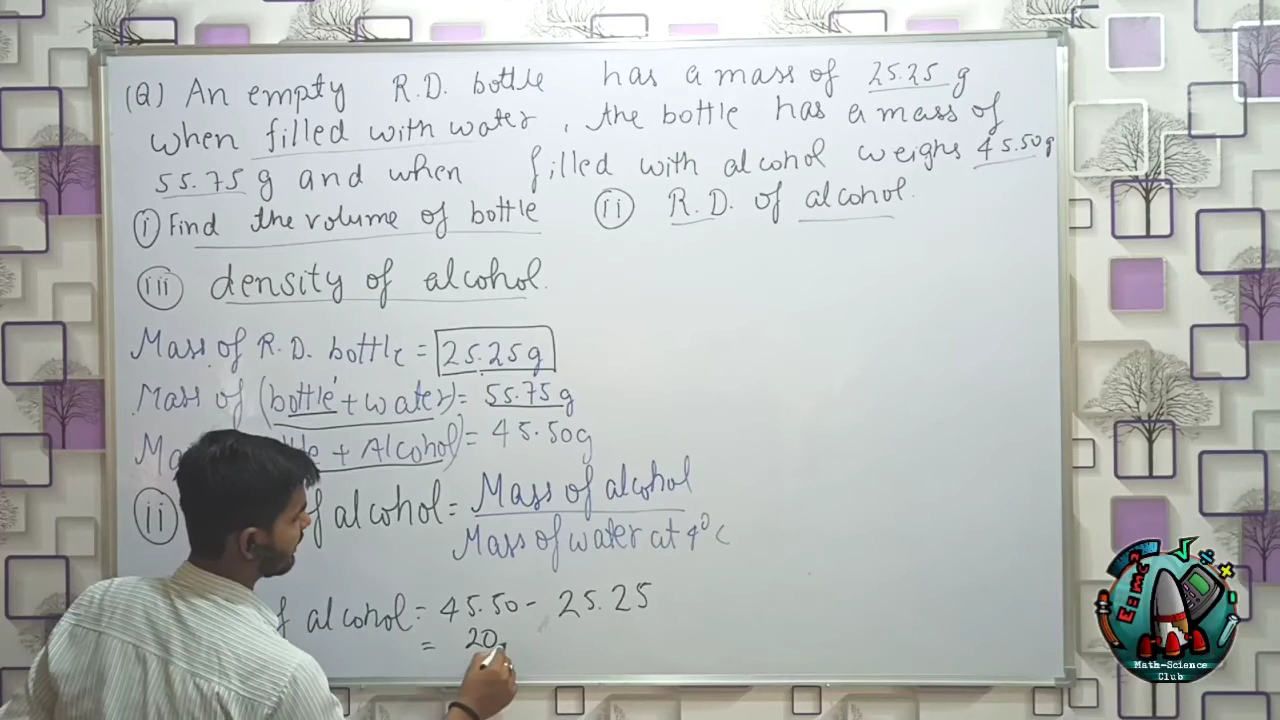 (Q) An empty R.D. bottle has a mass of 25.25 g
when filled with water, the bottle has a mass of
55.75 g and when filled with alcohol weighs 45.50g
(i) Find the volume of bottle (ii) R.D. of alcohol.
(iii) density of alcohol.
Mass of R.D. bottle = 25.25g
Mass of (bottle + water) = 55.75g
+ Alcohol) = 45.50g
(ii) alcohol = Mass of alcohol
Mass of water at 4°C
of alcohol = 45.50 - 25.25
= 20.
E=mc²
Math-Science
Club